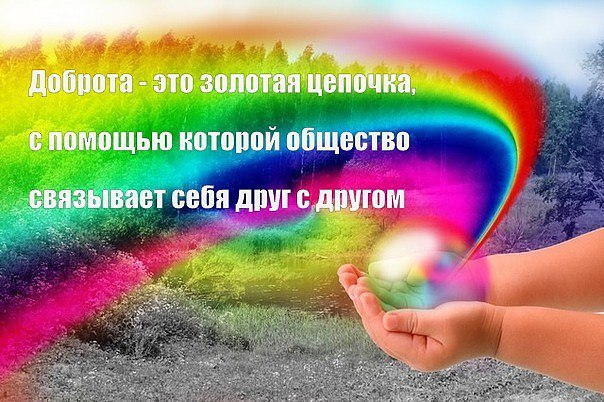 Доброта - это золотая цепочка,
с помощью которой общество
связывает себя друг с другом